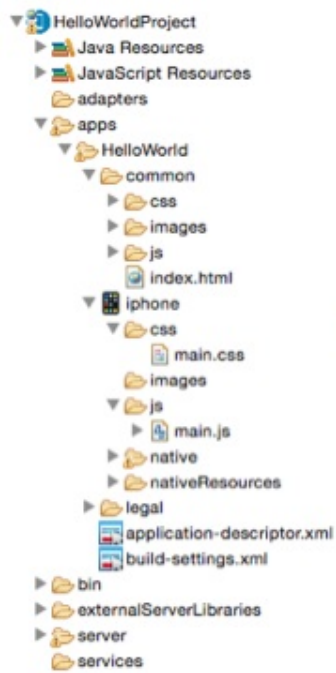 HelloWorldProject
Java Resources
JavaScript Resources
adapters
apps
HelloWorld
common
css
images
js
index.html
iphone
css
main.css
images
js
main.js
native
nativeResources
legal
application-descriptor.xml
build-settings.xml
bin
externalServerLibraries
server
services